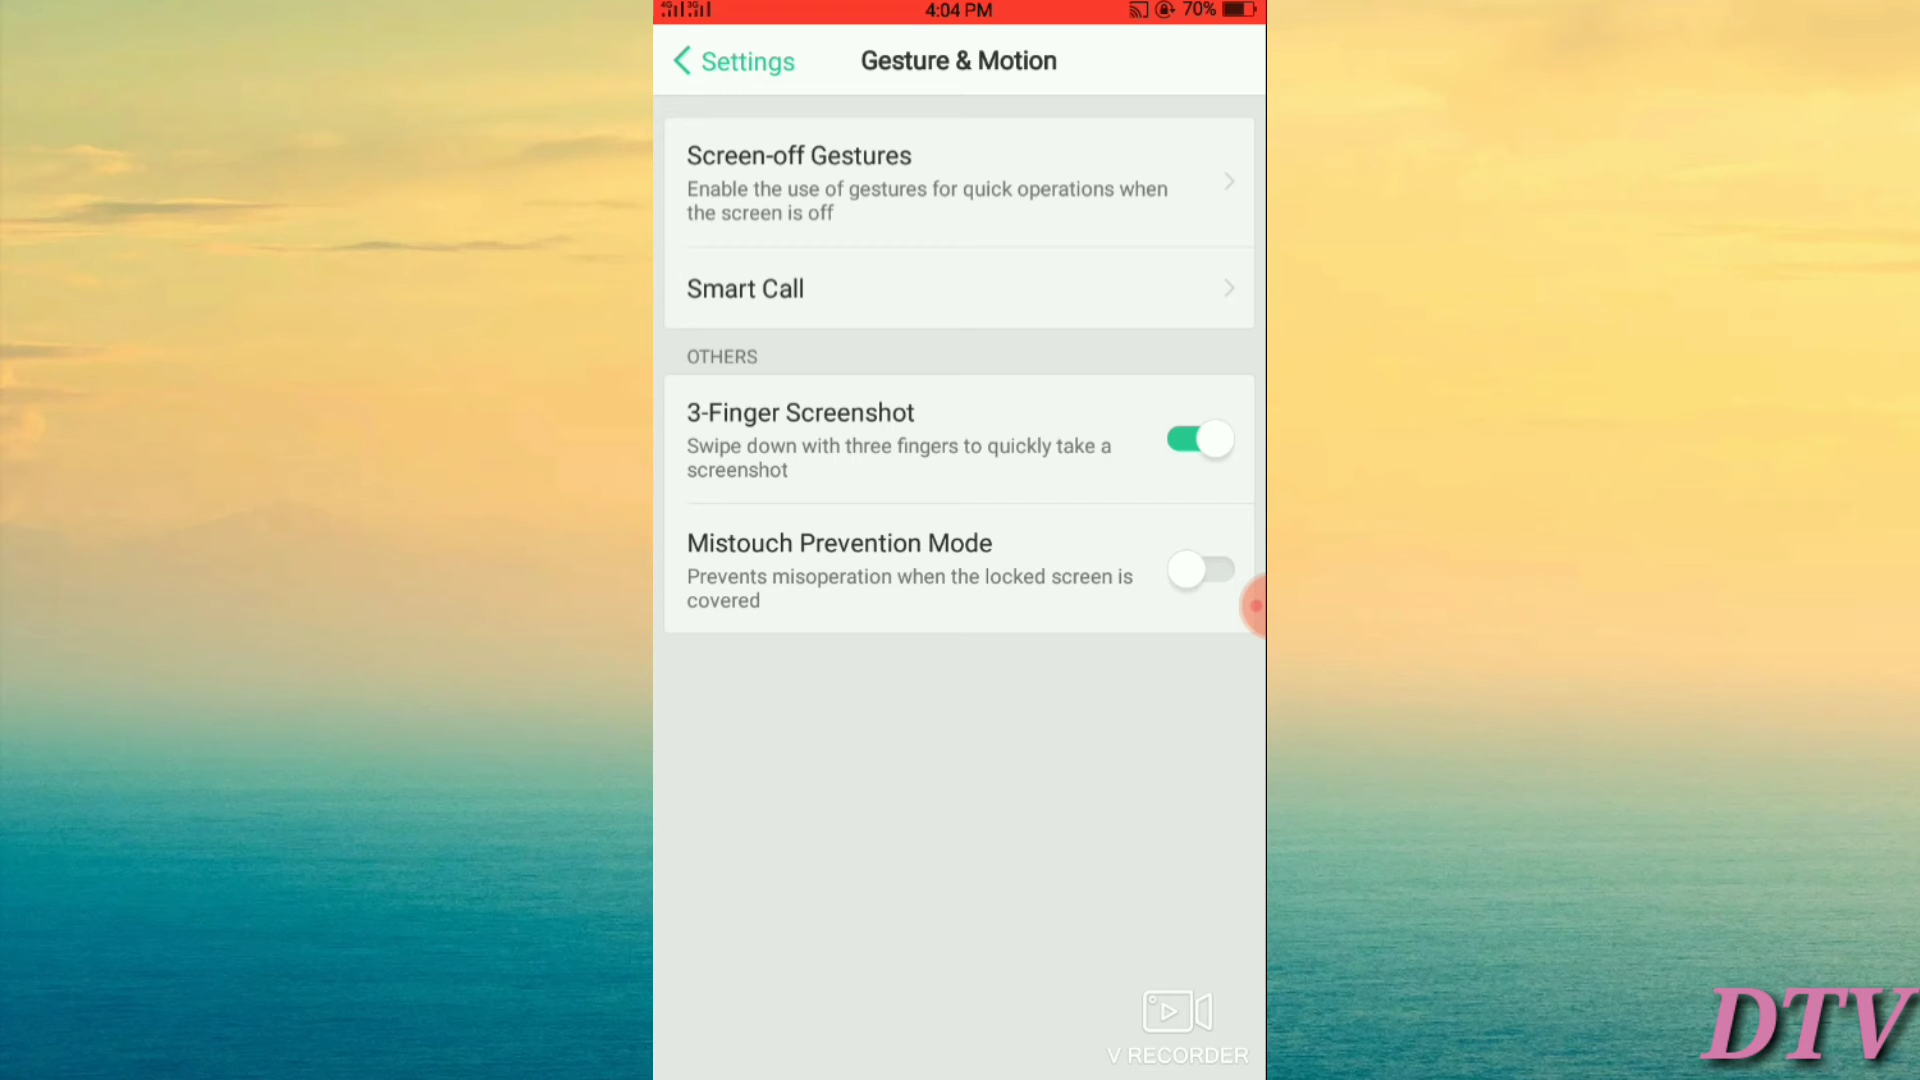 4G 3G 4:04 PM 70%
Settings Gesture & Motion
Screen-off Gestures
Enable the use of gestures for quick operations when
the screen is off
Smart Call
OTHERS
3-Finger Screenshot
Swipe down with three fingers to quickly take a
screenshot
Mistouch Prevention Mode
Prevents misoperation when the locked screen is
covered
V RECORDER
DTV